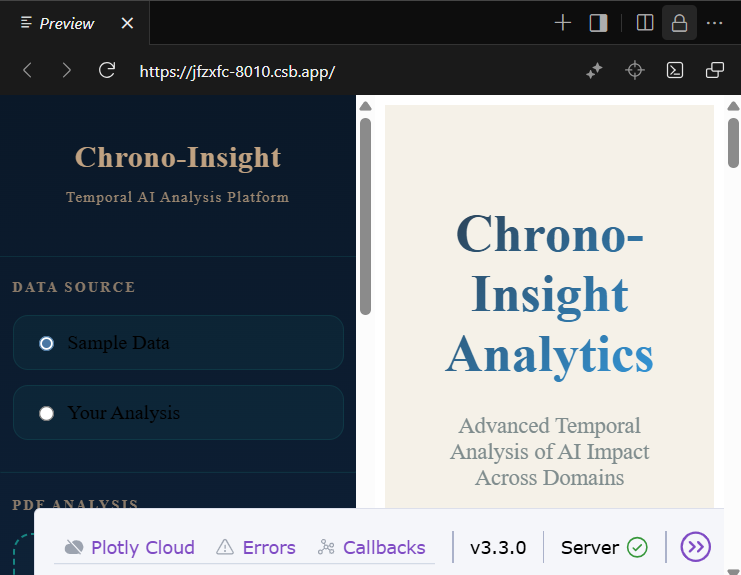 Preview
https://jfzxfc-8010.csb.app/
Chrono-Insight
Temporal AI Analysis Platform
DATA SOURCE
Sample Data
Your Analysis
PDF ANALYSIS
Chrono-
Insight
Analytics
Advanced Temporal
Analysis of AI Impact
Across Domains
Plotly Cloud
Errors
Callbacks
v3.3.0
Server